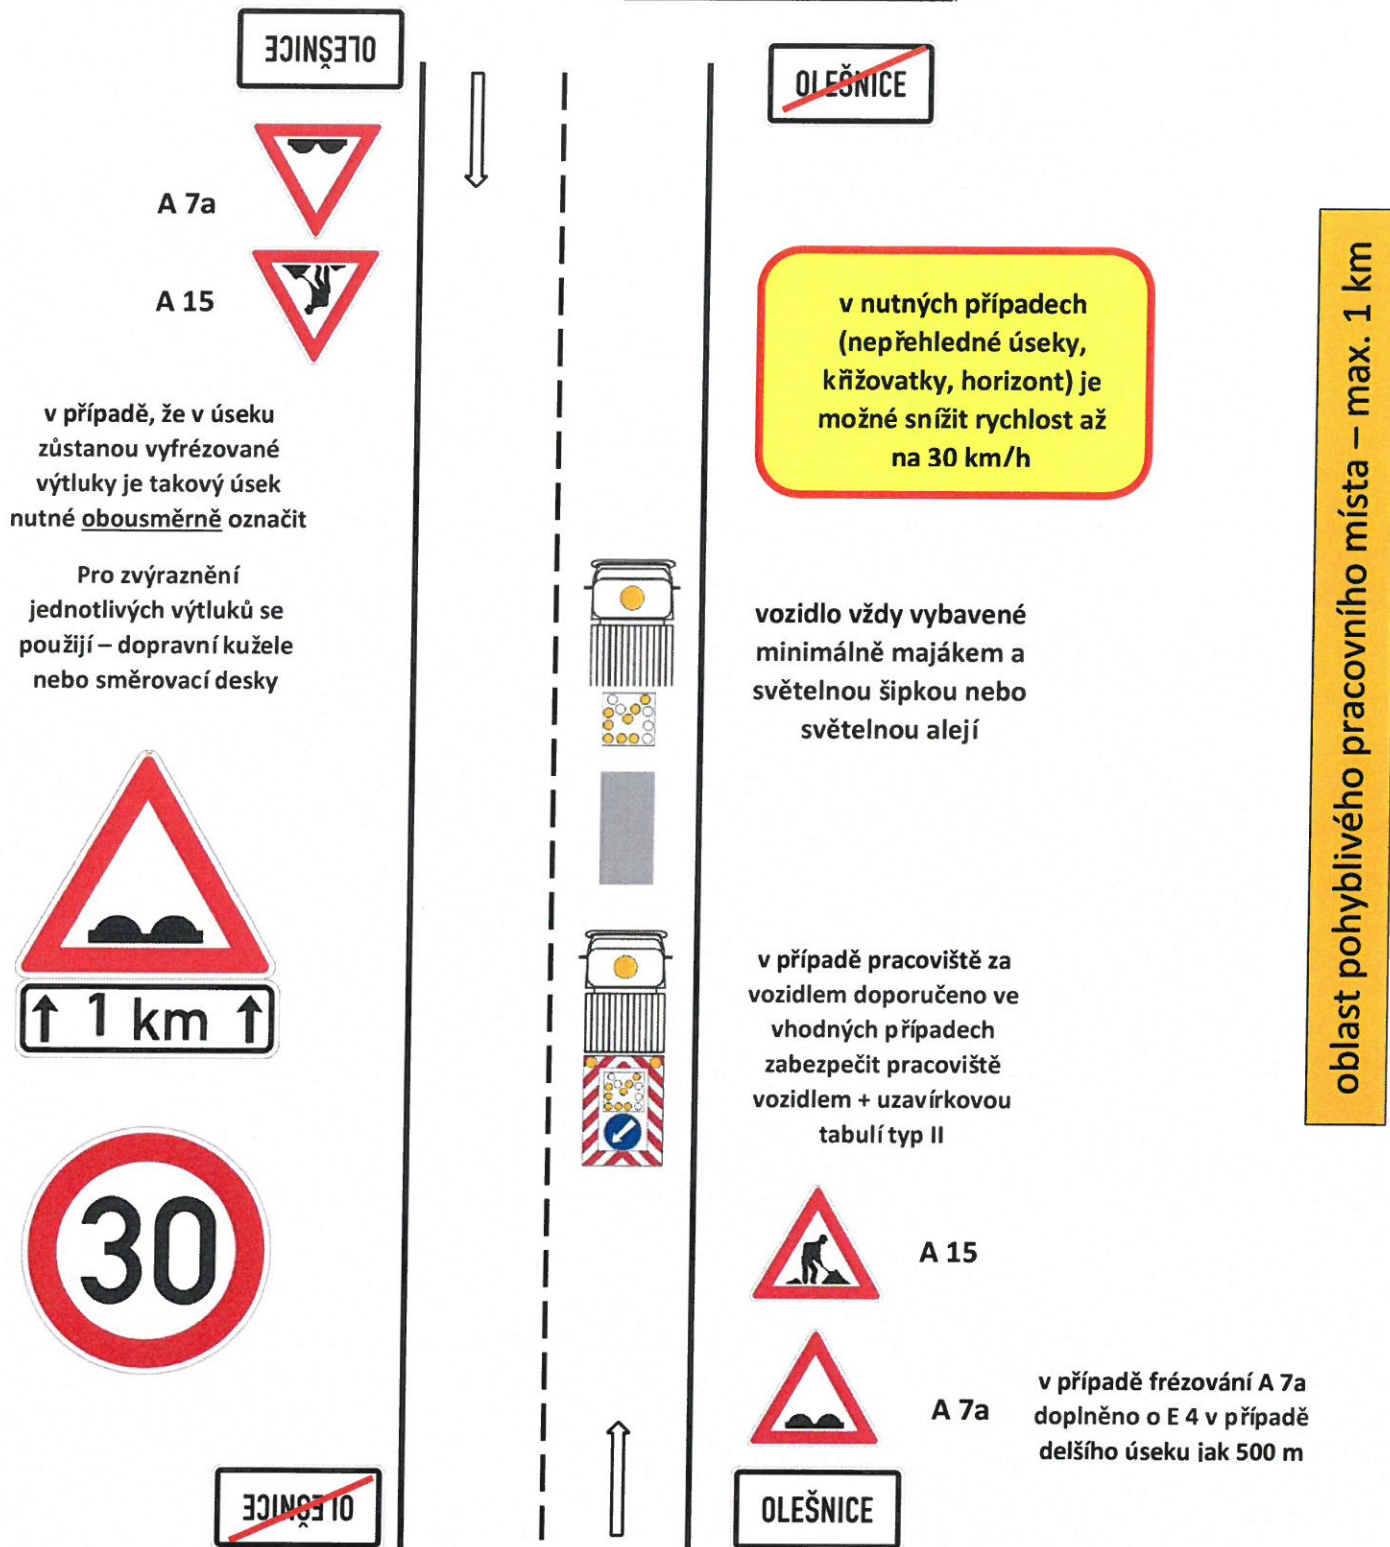 OLEŠNICE
OLEŠNICE
A 7a
A 15
v nutných případech
(nepřehledné úseky,
křižovatky, horizont) je
možné snížit rychlost až
na 30 km/h
oblast pohyblivého pracovního místa – max. 1 km
v případě, že v úseku
zůstanou vyfrézované
výtluky je takový úsek
nutné obousměrně označit
Pro zvýraznění
jednotlivých výtluků se
použijí – dopravní kužele
nebo směrovací desky
vozidlo vždy vybavené
minimálně majákem a
světelnou šipkou nebo
světelnou alejí
1 km
v případě pracoviště za
vozidlem doporučeno ve
vhodných případech
zabezpečit pracoviště
vozidlem + uzavírkovou
tabulí typ II
30
A 15
A 7a
v případě frézování A 7a
doplněno o E 4 v případě
delšího úseku jak 500 m
OLEŠNICE
OLEŠNICE